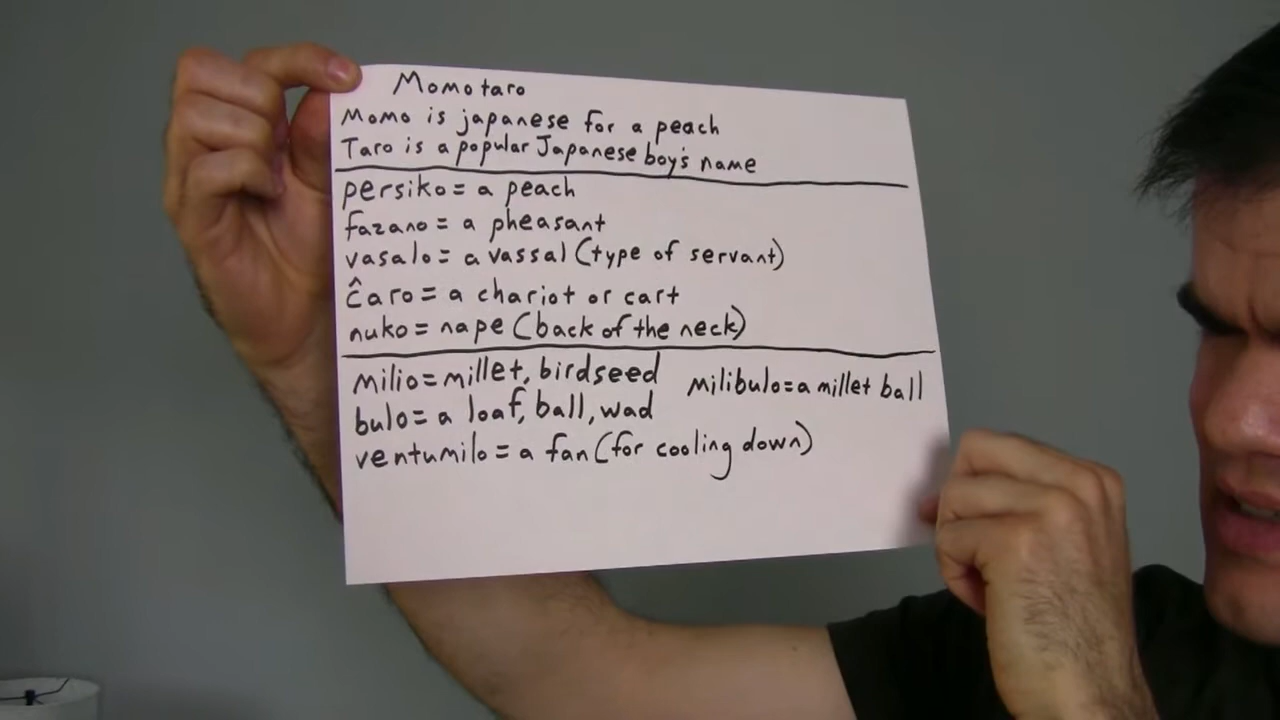 Momotaro
Momo is japanese for a peach
Taro is a popular Japanese boy's name
persiko = a peach
fazano = a pheasant
vasalo = a vassal (type of servant)
ĉaro = a chariot or cart
nuko = nape (back of the neck)
milio = millet, birdseed milibulo = a millet ball
bulo = a loaf, ball, wad
ventumilo = a fan (for cooling down)